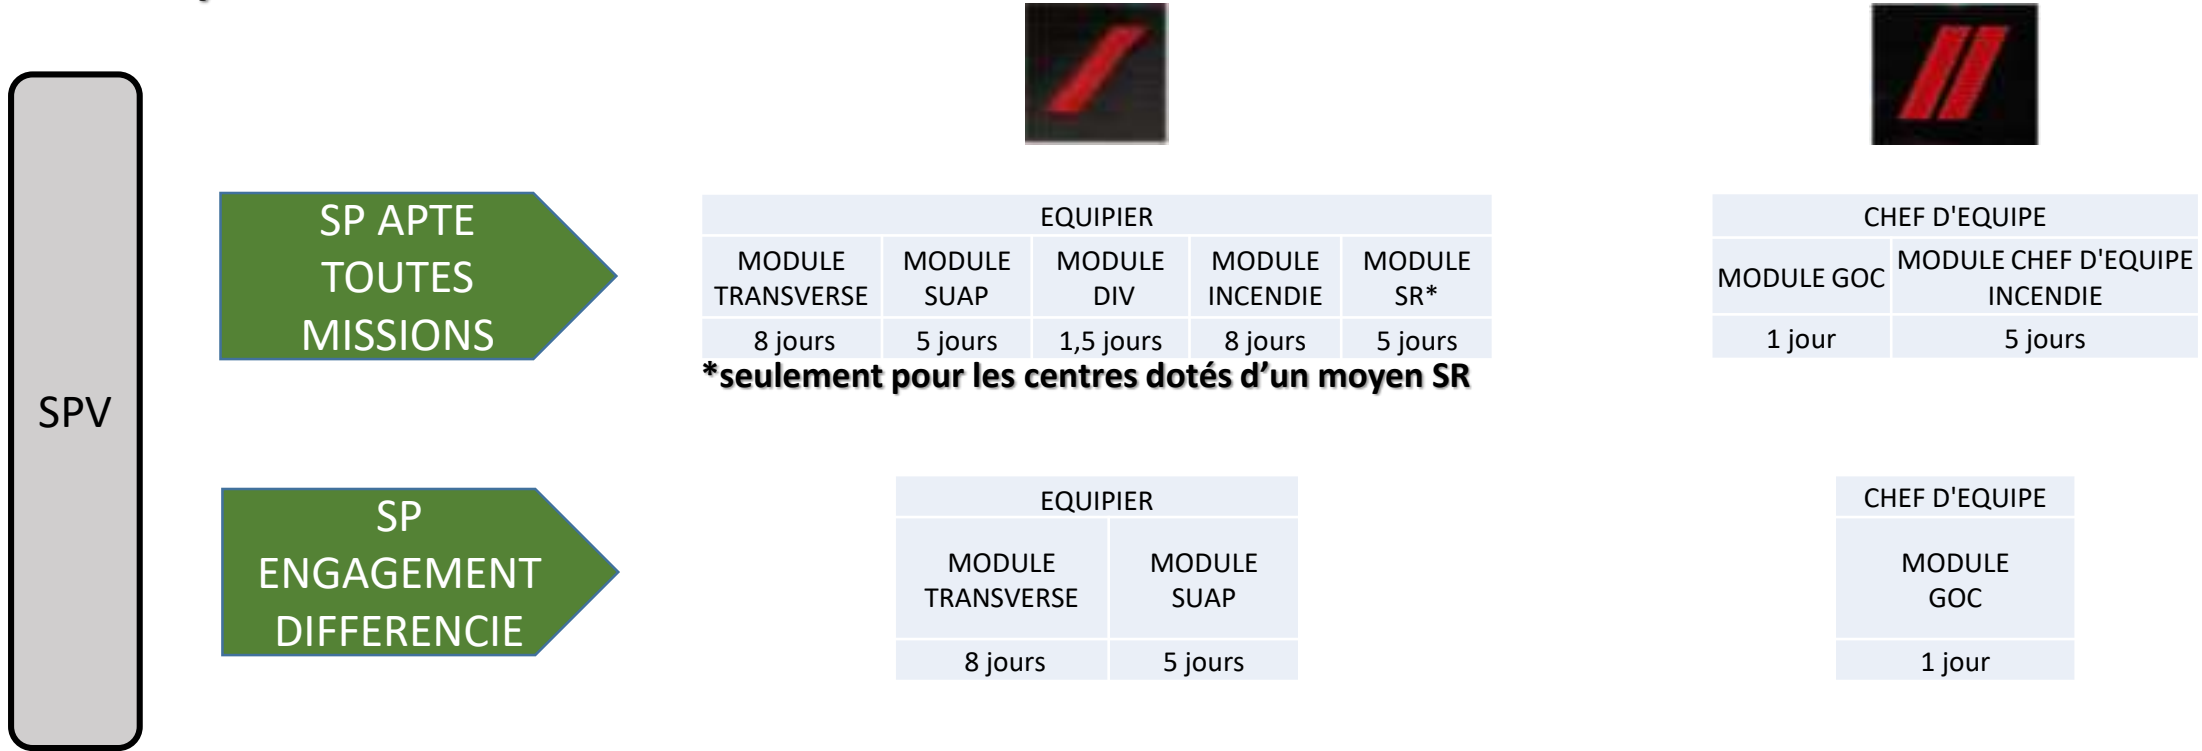 SPV
SP APTE
TOUTES
MISSIONS
EQUIPIER
MODULE
TRANSVERSE
MODULE
SUAP
MODULE
DIV
MODULE
INCENDIE
MODULE
SR*
8 jours
5 jours
1,5 jours
8 jours
5 jours
*seulement pour les centres dotés d’un moyen SR
CHEF D'EQUIPE
MODULE GOC
MODULE CHEF D'EQUIPE
INCENDIE
1 jour
5 jours
SP
ENGAGEMENT
DIFFERENCIE
EQUIPIER
MODULE
TRANSVERSE
MODULE
SUAP
8 jours
5 jours
CHEF D'EQUIPE
MODULE
GOC
1 jour